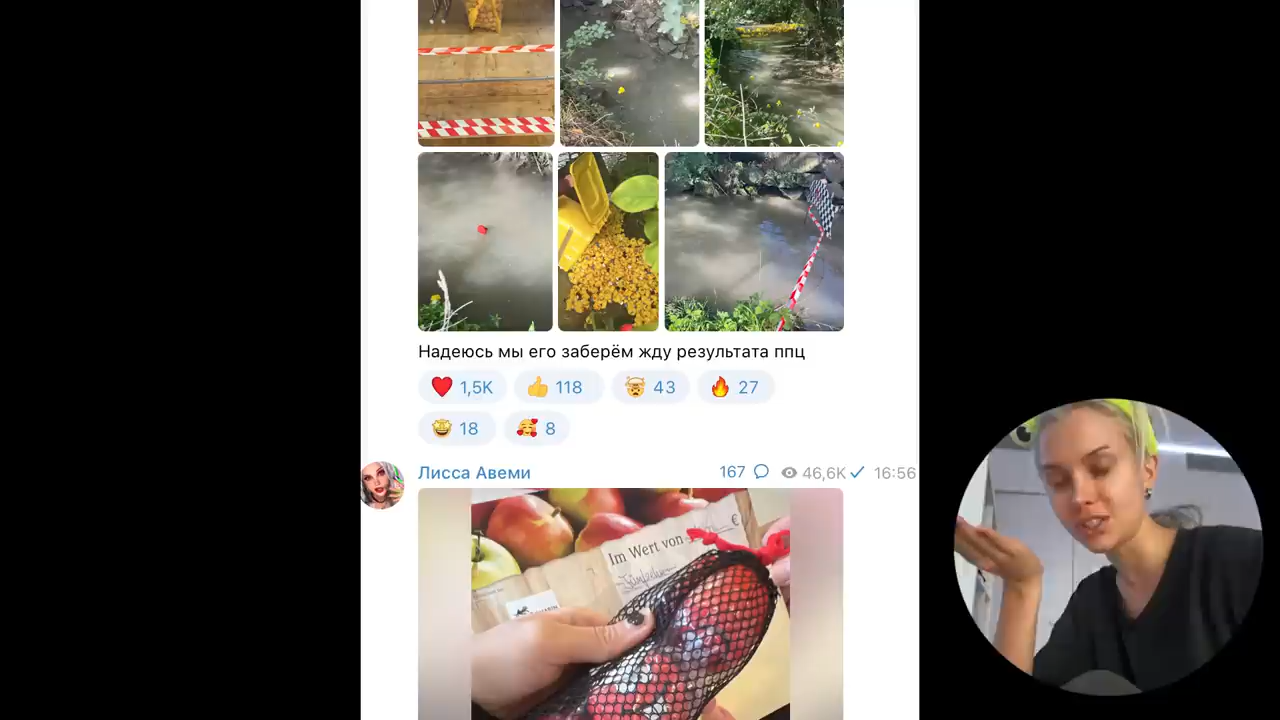 Надеюсь мы его заберём жду результата ппц
1,5K 118 43 27
18 8
Лисса Авеми 167 46,6K 16:56
€
Im Wert von